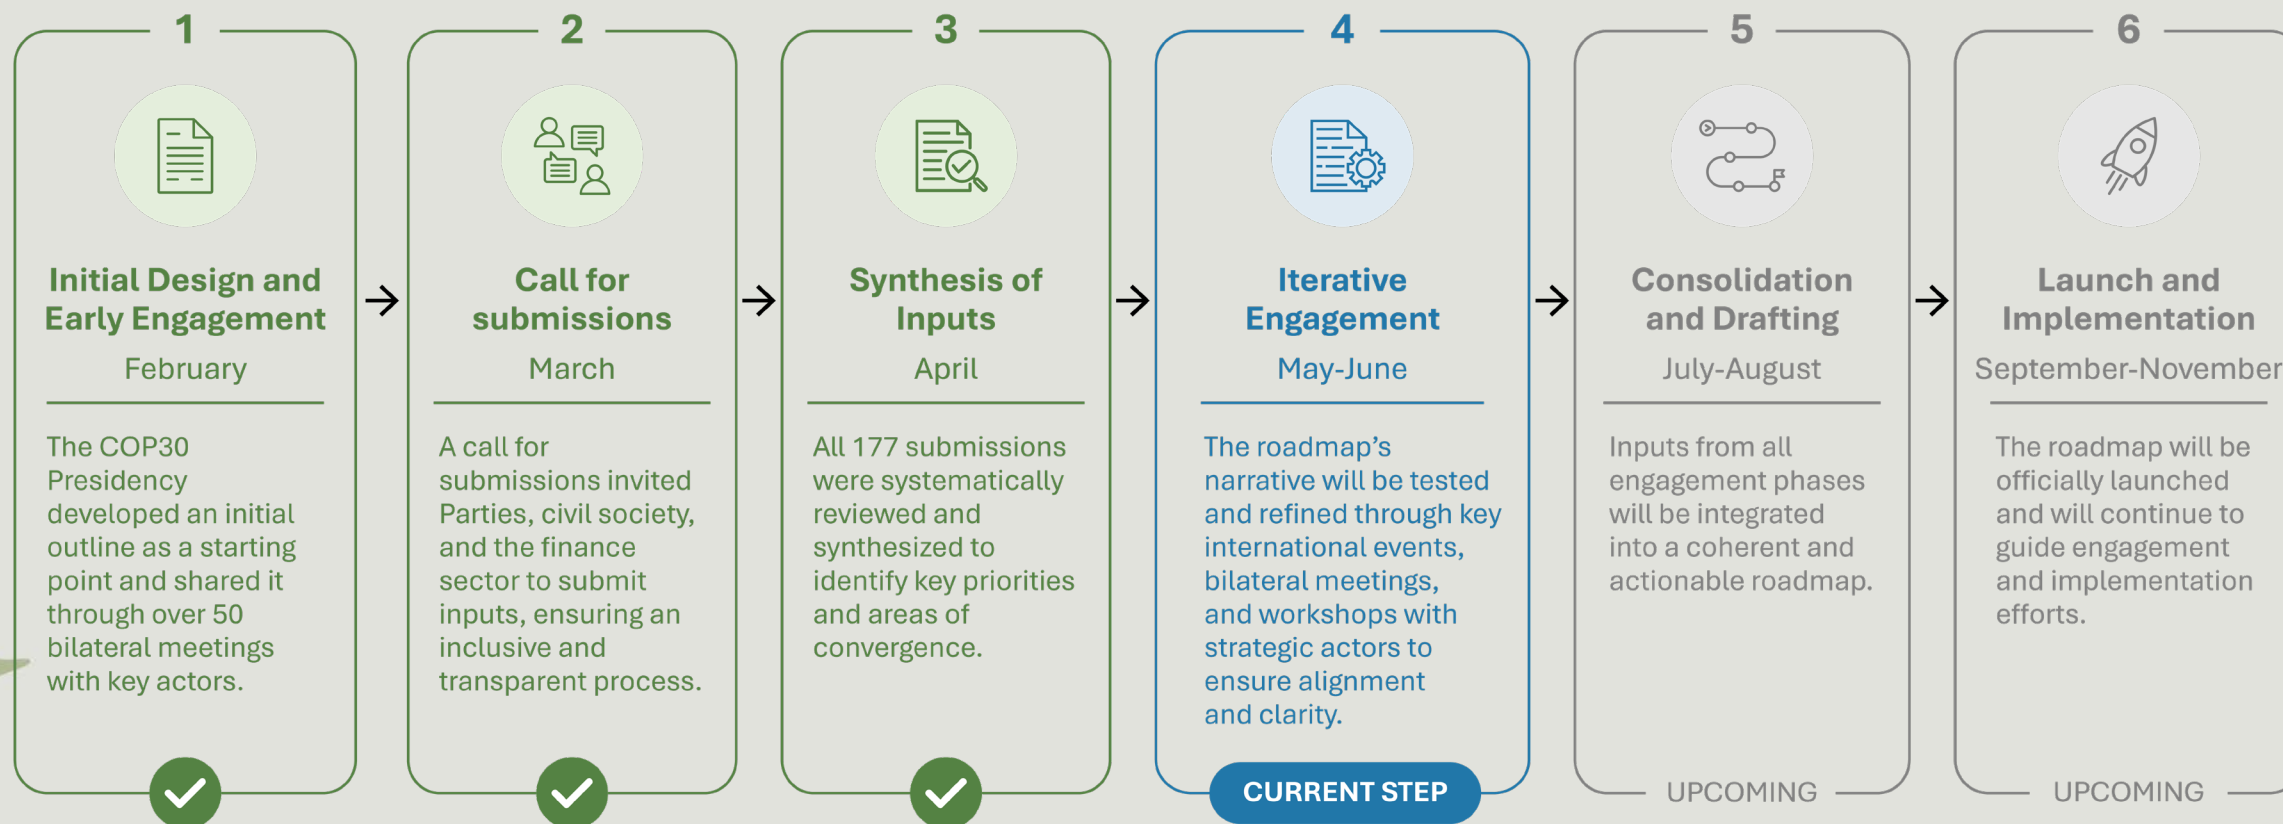 1
Initial Design and
Early Engagement
February
The COP30
Presidency
developed an initial
outline as a starting
point and shared it
through over 50
bilateral meetings
with key actors.
2
Call for
submissions
March
A call for
submissions invited
Parties, civil society,
and the finance
sector to submit
inputs, ensuring an
inclusive and
transparent process.
3
Synthesis of
Inputs
April
All 177 submissions
were systematically
reviewed and
synthesized to
identify key priorities
and areas of
convergence.
4
Iterative
Engagement
May-June
The roadmap’s
narrative will be tested
and refined through key
international events,
bilateral meetings,
and workshops with
strategic actors to
ensure alignment
and clarity.
CURRENT STEP
5
Consolidation
and Drafting
July-August
Inputs from all
engagement phases
will be integrated
into a coherent and
actionable roadmap.
UPCOMING
6
Launch and
Implementation
September-November
The roadmap will be
officially launched
and will continue to
guide engagement
and implementation
efforts.
UPCOMING